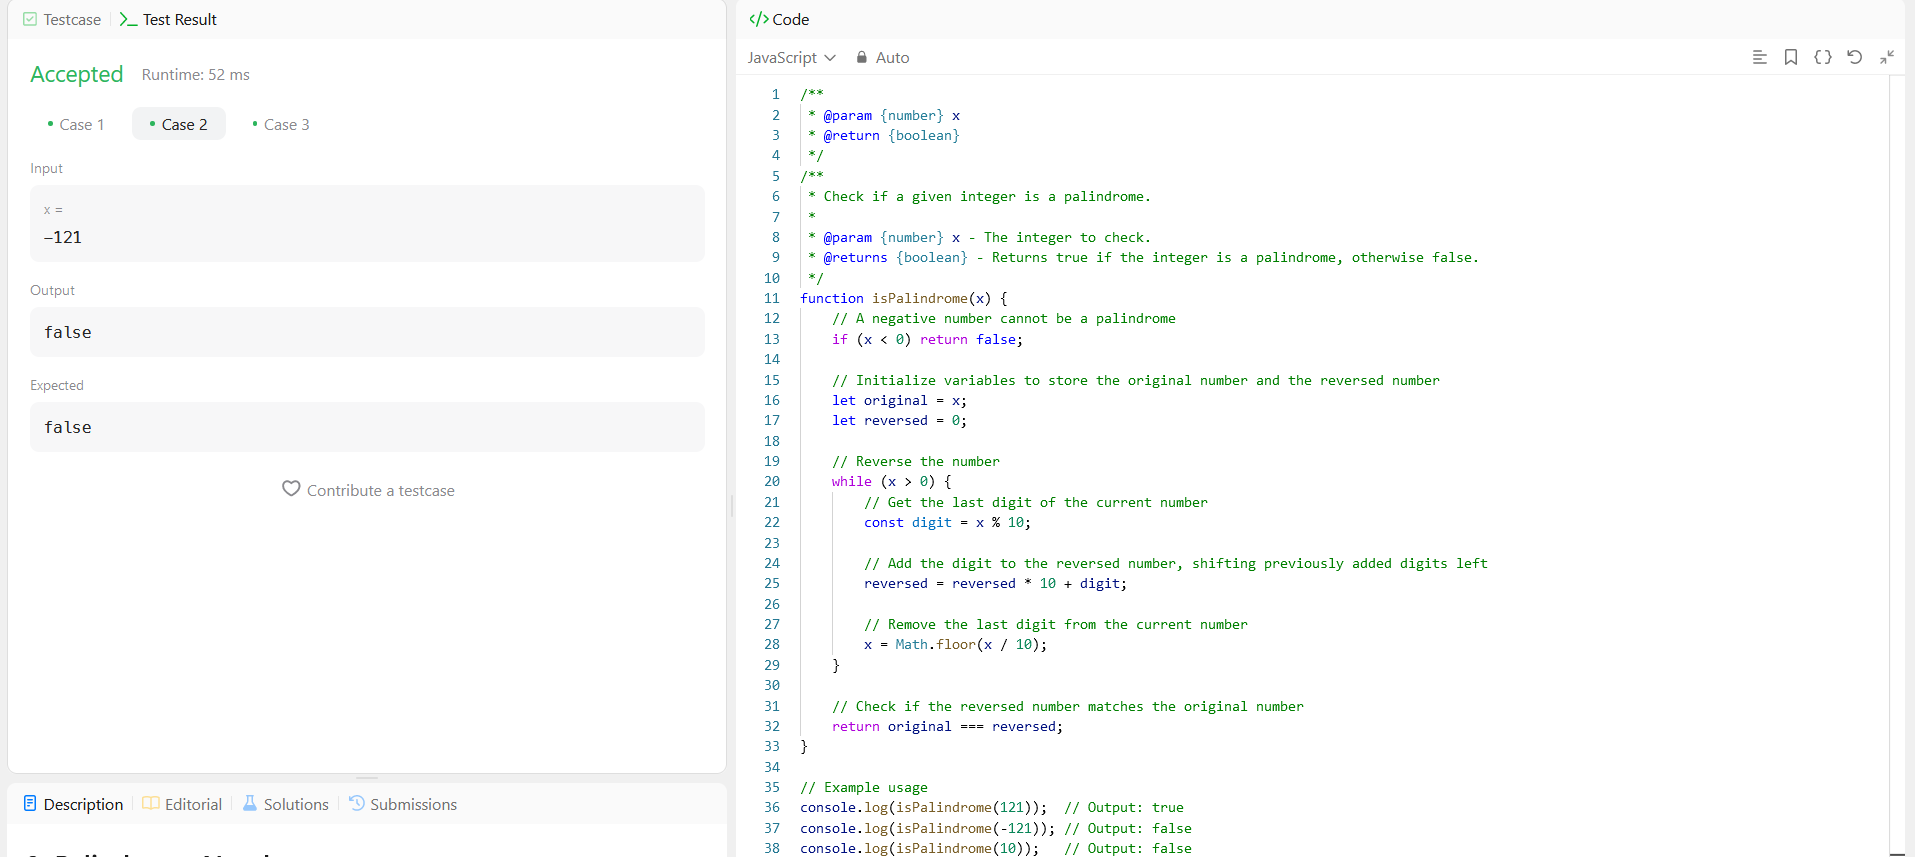 Testcase
Test Result
Accepted Runtime: 52 ms
Case 1 Case 2 Case 3
Input
x =
-121
Output
false
Expected
false
Contribute a testcase
Description Editorial Solutions Submissions
</> Code
JavaScript Auto
1 /**
2 * @param {number} x
3 * @return {boolean}
4 */
5 /**
6 * Check if a given integer is a palindrome.
7 *
8 * @param {number} x - The integer to check.
9 * @returns {boolean} - Returns true if the integer is a palindrome, otherwise false.
10 */
11 function isPalindrome(x) {
12 // A negative number cannot be a palindrome
13 if (x < 0) return false;
14
15 // Initialize variables to store the original number and the reversed number
16 let original = x;
17 let reversed = 0;
18
19 // Reverse the number
20 while (x > 0) {
21 // Get the last digit of the current number
22 const digit = x % 10;
23
24 // Add the digit to the reversed number, shifting previously added digits left
25 reversed = reversed * 10 + digit;
26
27 // Remove the last digit from the current number
28 x = Math.floor(x / 10);
29 }
30
31 // Check if the reversed number matches the original number
32 return original === reversed;
33 }
34
35 // Example usage
36 console.log(isPalindrome(121)); // Output: true
37 console.log(isPalindrome(-121)); // Output: false
38 console.log(isPalindrome(10)); // Output: false